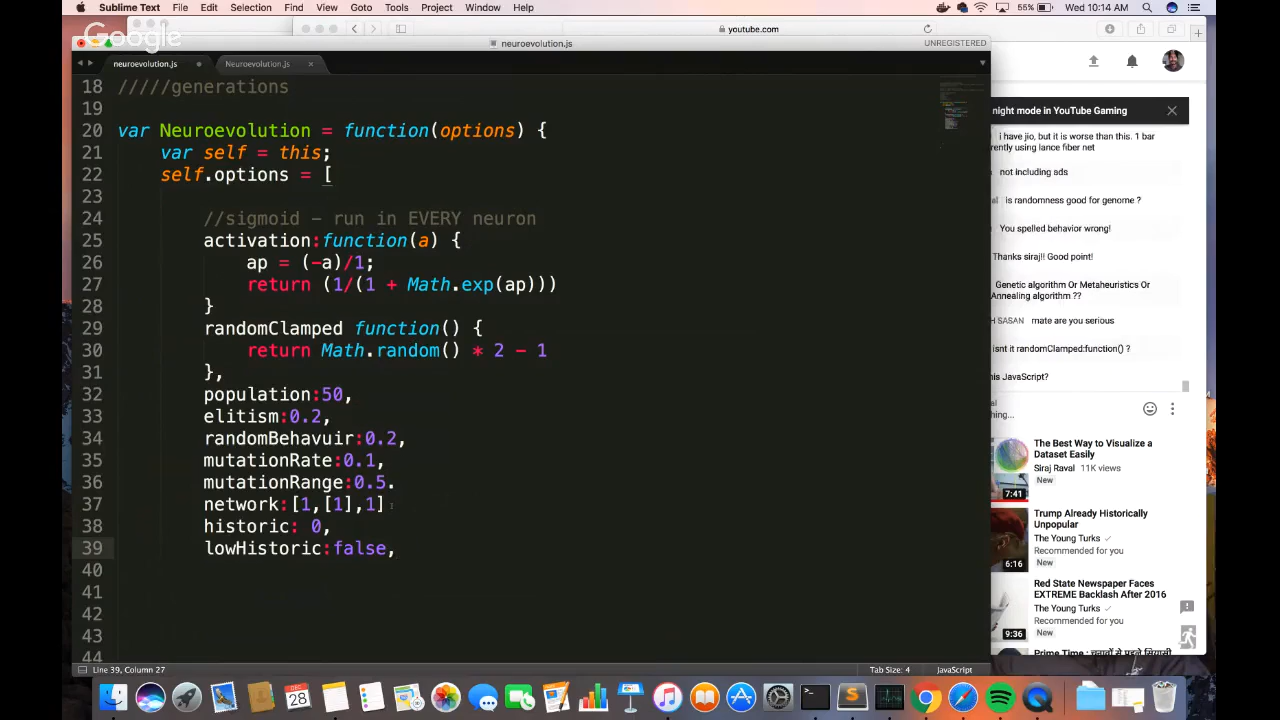 Sublime Text File Edit Selection Find View Goto Tools Project Window Help
55% Wed 10:14 AM
Google
youtube.com
neuroevolution.js
UNREGISTERED
neuroevolution.js
Neuroevolution.js
18 /////generations
19
20 var Neuroevolution = function(options) {
21 var self = this;
22 self.options = [
23
24 //sigmoid - run in EVERY neuron
25 activation:function(a) {
26 ap = (-a)/1;
27 return (1/(1 + Math.exp(ap)))
28 }
29 randomClamped function() {
30 return Math.random() * 2 - 1
31 },
32 population:50,
33 elitism:0.2,
34 randomBehavuir:0.2,
35 mutationRate:0.1,
36 mutationRange:0.5.
37 network:[1,[1],1]
38 historic: 0,
39 lowHistoric:false,
40
41
42
43
44
Line 39, Column 27
Tab Size: 4
JavaScript
night mode in YouTube Gaming
i have jio, but it is worse than this. 1 bar
rently using lance fiber net
not including ads
al is randomness good for genome ?
You spelled behavior wrong!
Thanks siraj!! Good point!
Genetic algorithm Or Metaheuristics Or
Annealing algorithm ??
H SASAN mate are you serious
isnt it randomClamped:function() ?
his JavaScript?
al
thing...
The Best Way to Visualize a
Dataset Easily
Siraj Raval 11K views
New
7:41
Trump Already Historically
Unpopular
The Young Turks
Recommended for you
New
6:16
Red State Newspaper Faces
EXTREME Backlash After 2016
The Young Turks
Recommended for you
New
9:36
Prime Time :
DEC
28